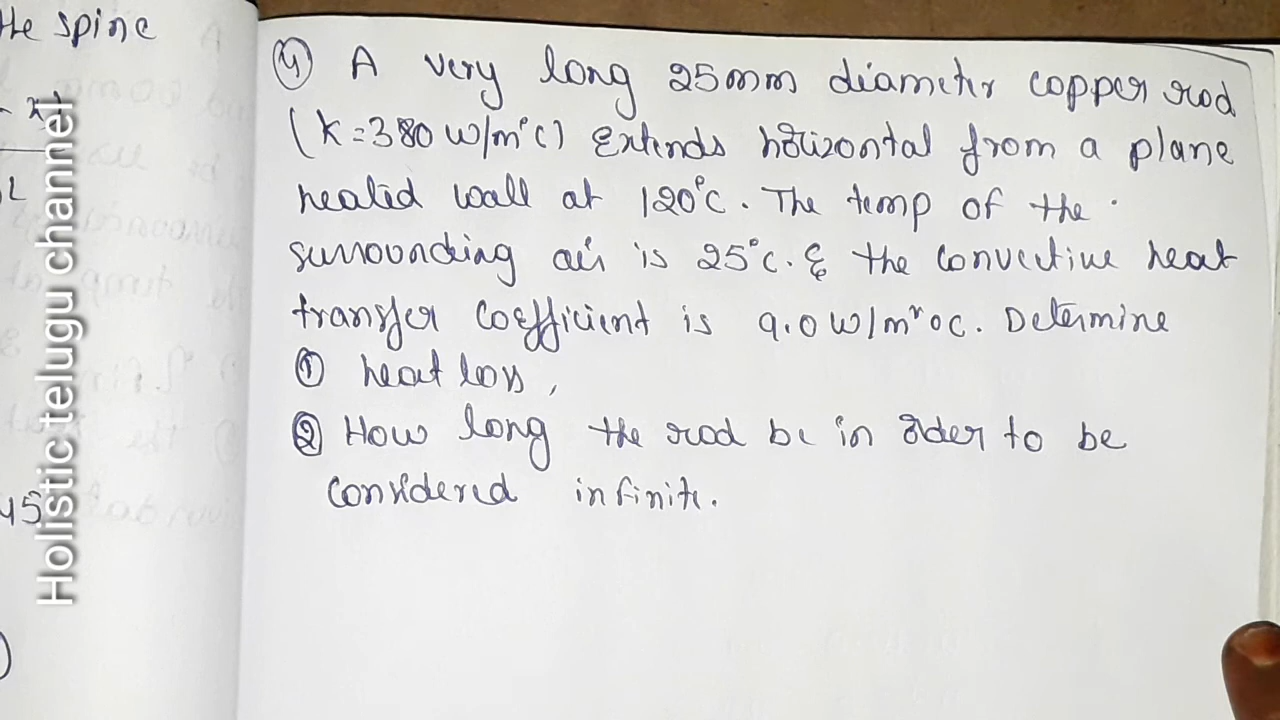 the spine
- x)
L
45
)
Holistic telugu channel
④ A very long 25mm diameter copper rod
(K=380 W/m°C) Extends horizontal from a plane
heated wall at 120°C. The temp of the
surrounding air is 25°C. & the convective heat
transfer coefficient is 9.0 W/m²°C. Determine
① heat loss,
② How long the rod be in order to be
considered infinite.